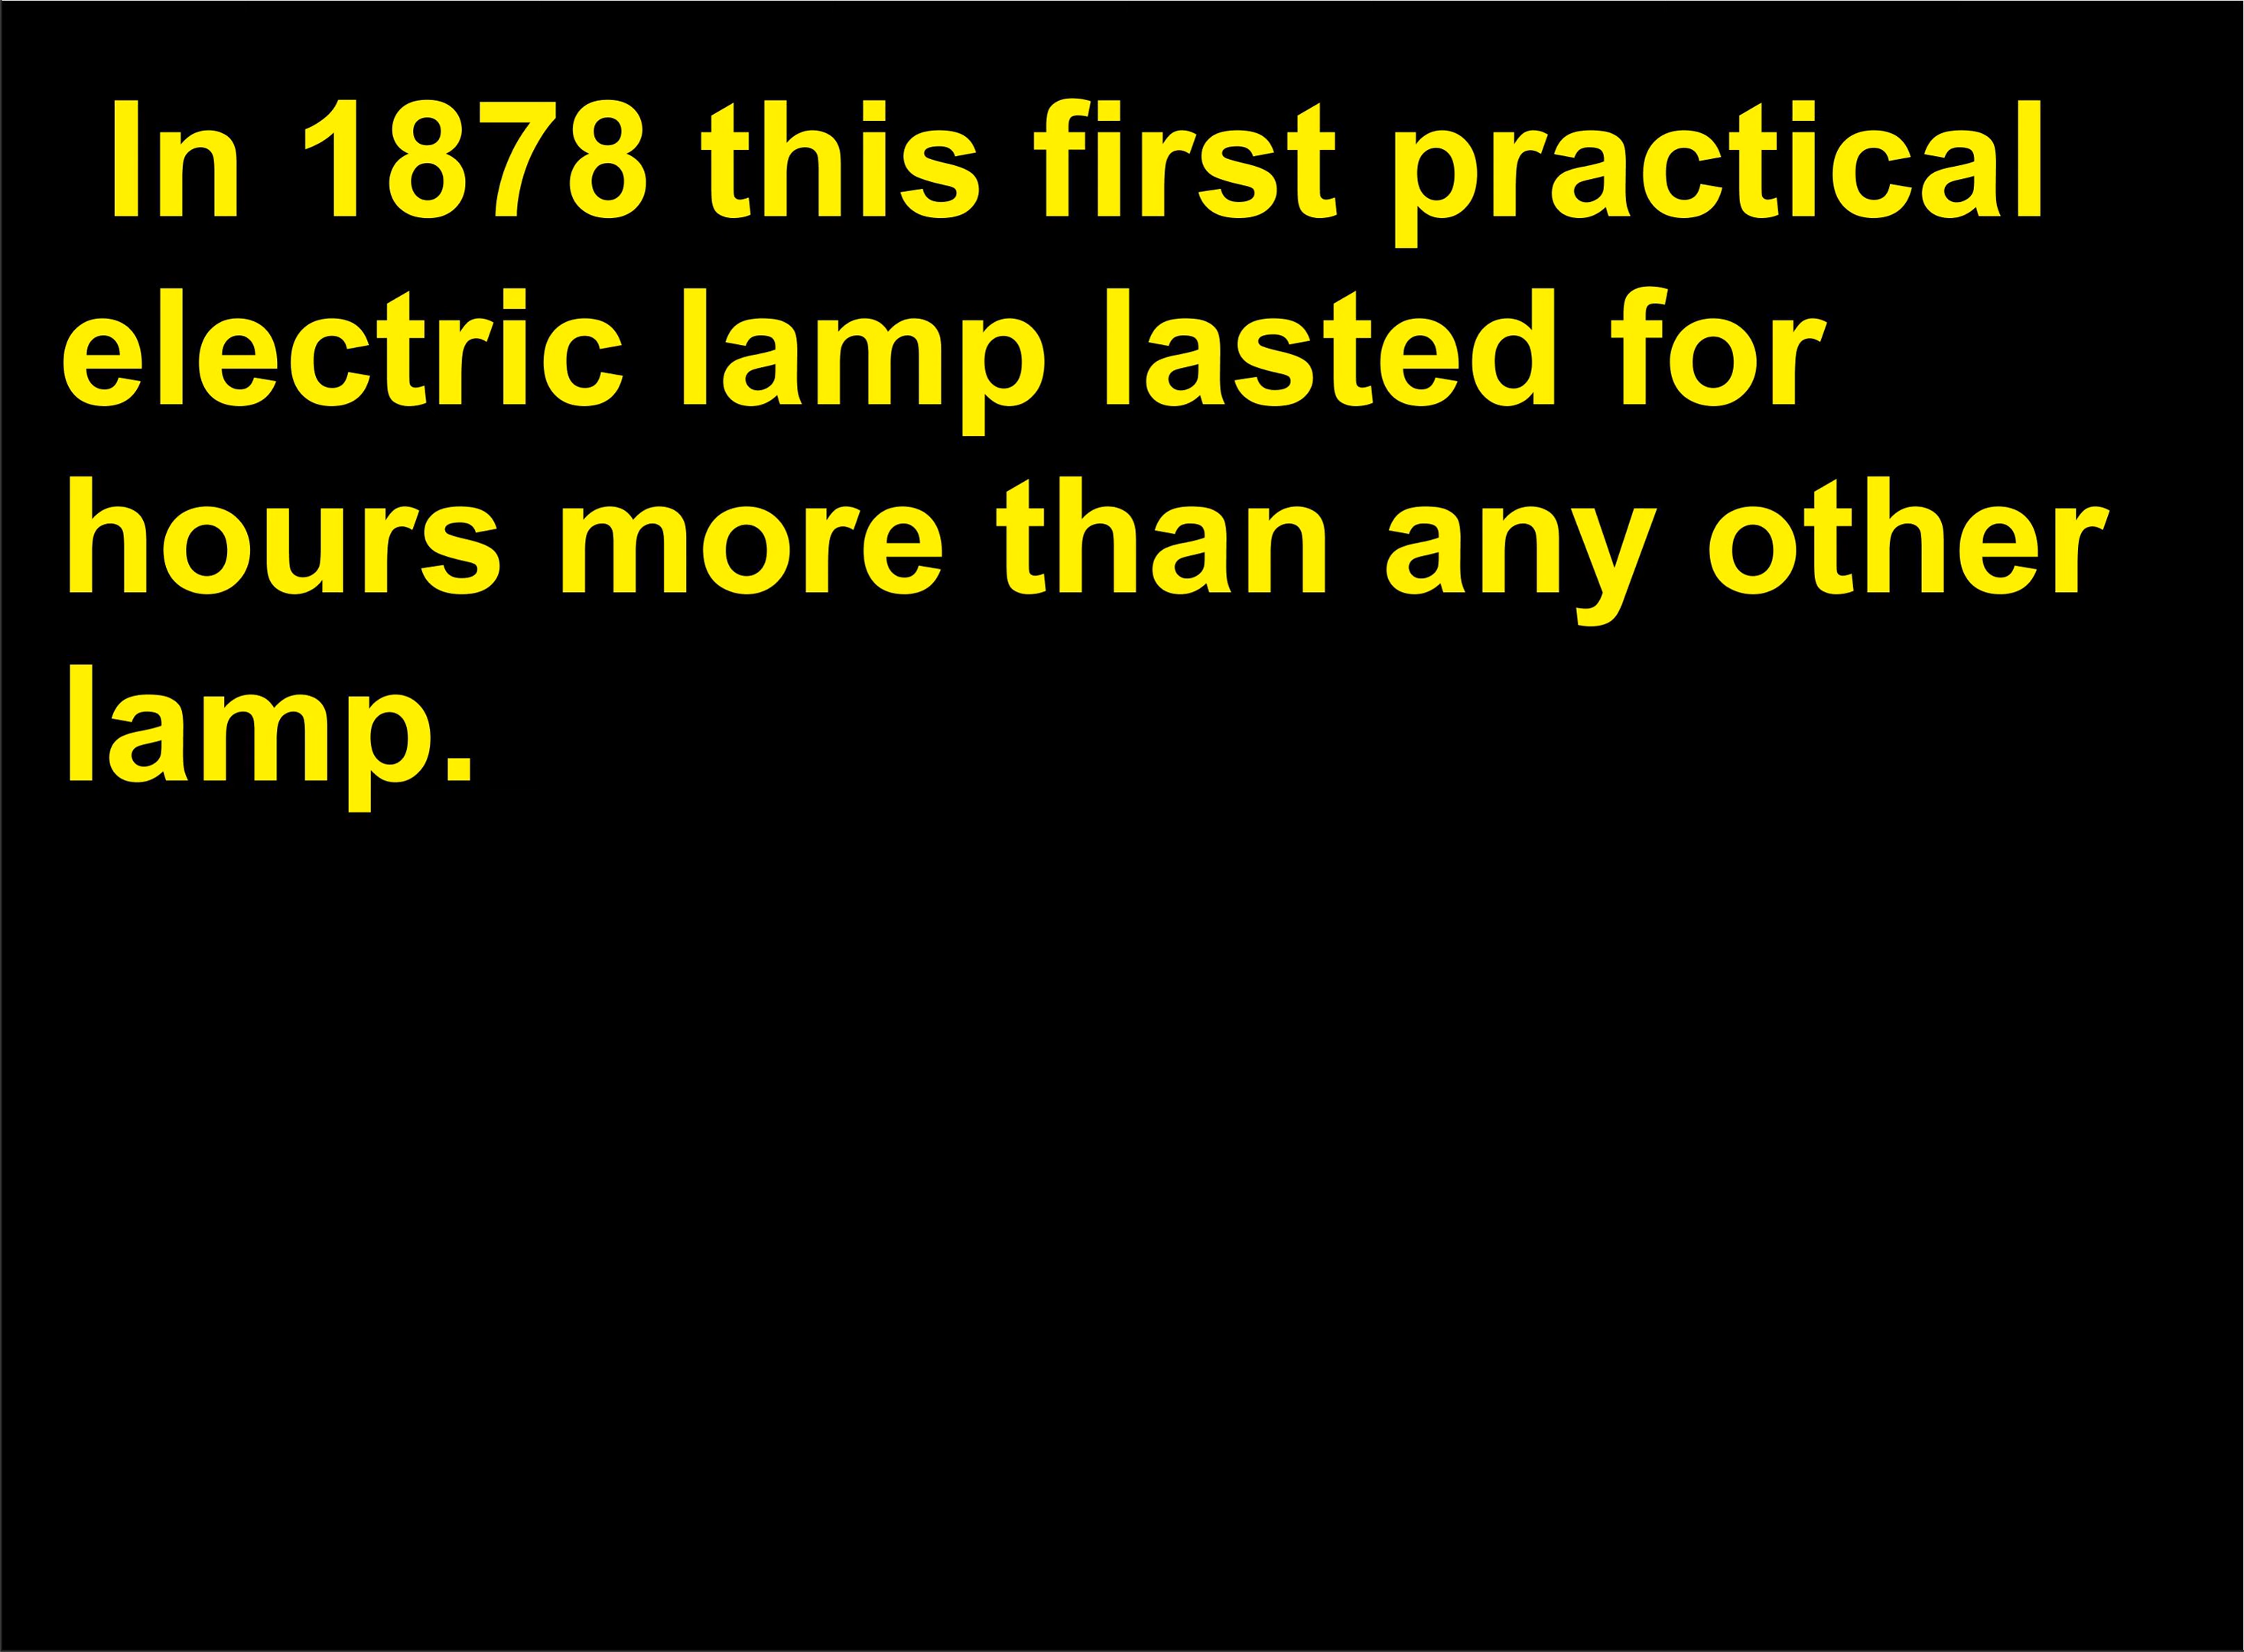 In 1878 this first practical
electric lamp lasted for
hours more than any other
lamp.